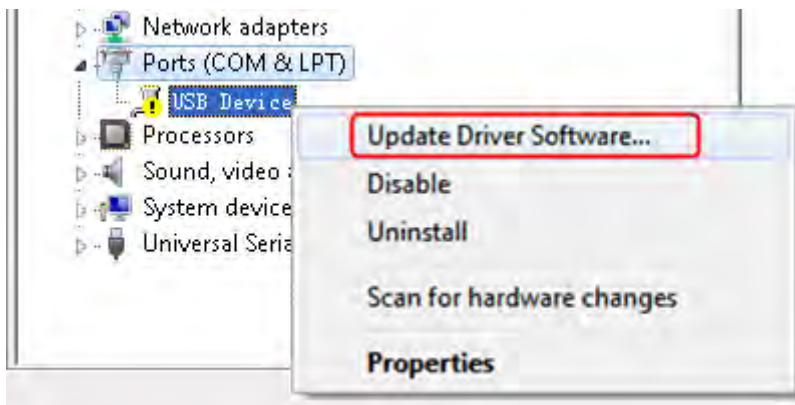 Network adapters
Ports (COM & LPT)
USB Device
Processors
Sound, video
System device
Universal Seria
Update Driver Software...
Disable
Uninstall
Scan for hardware changes
Properties